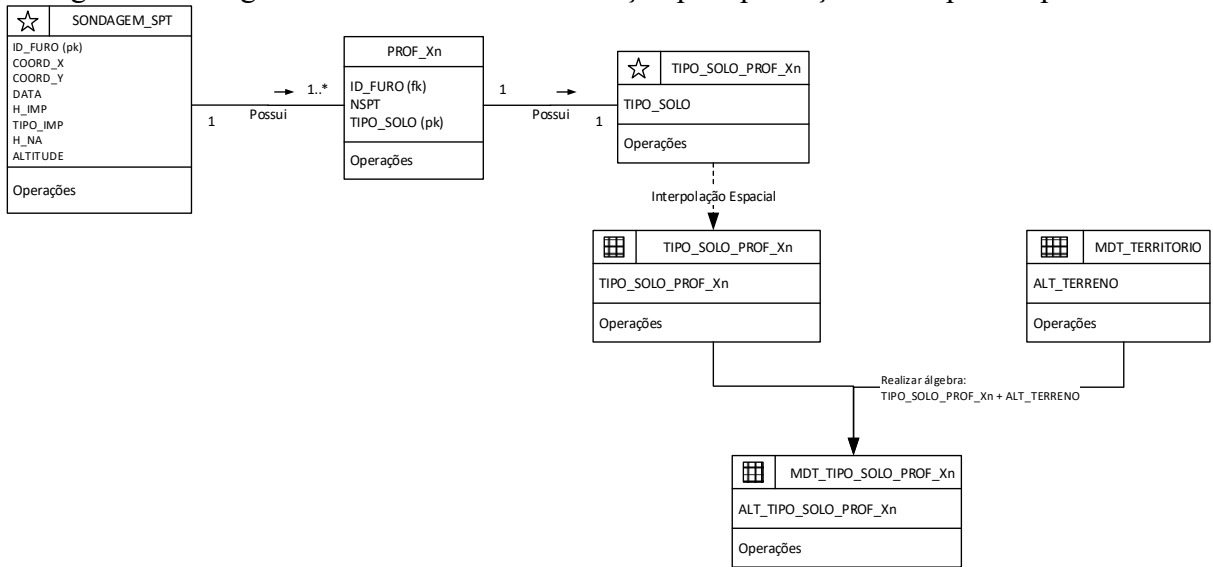 SONDAGEM_SPT
ID_FURO (pk)
COORD_X
COORD_Y
DATA
H_IMP
TIPO_IMP
H_NA
ALTITUDE
Operações
1
Possui
1..*
PROF_Xn
ID_FURO (fk)
NSPT
TIPO_SOLO (pk)
Operações
1
Possui
1
TIPO_SOLO_PROF_Xn
TIPO_SOLO
Operações
Interpolação Espacial
TIPO_SOLO_PROF_Xn
TIPO_SOLO_PROF_Xn
Operações
MDT_TERRITORIO
ALT_TERRENO
Operações
Realizar álgebra:
TIPO_SOLO_PROF_Xn + ALT_TERRENO
MDT_TIPO_SOLO_PROF_Xn
ALT_TIPO_SOLO_PROF_Xn
Operações